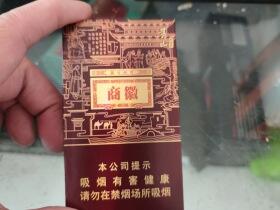 商徽
本公司提示
吸烟有害健康
请勿在禁烟场所吸烟